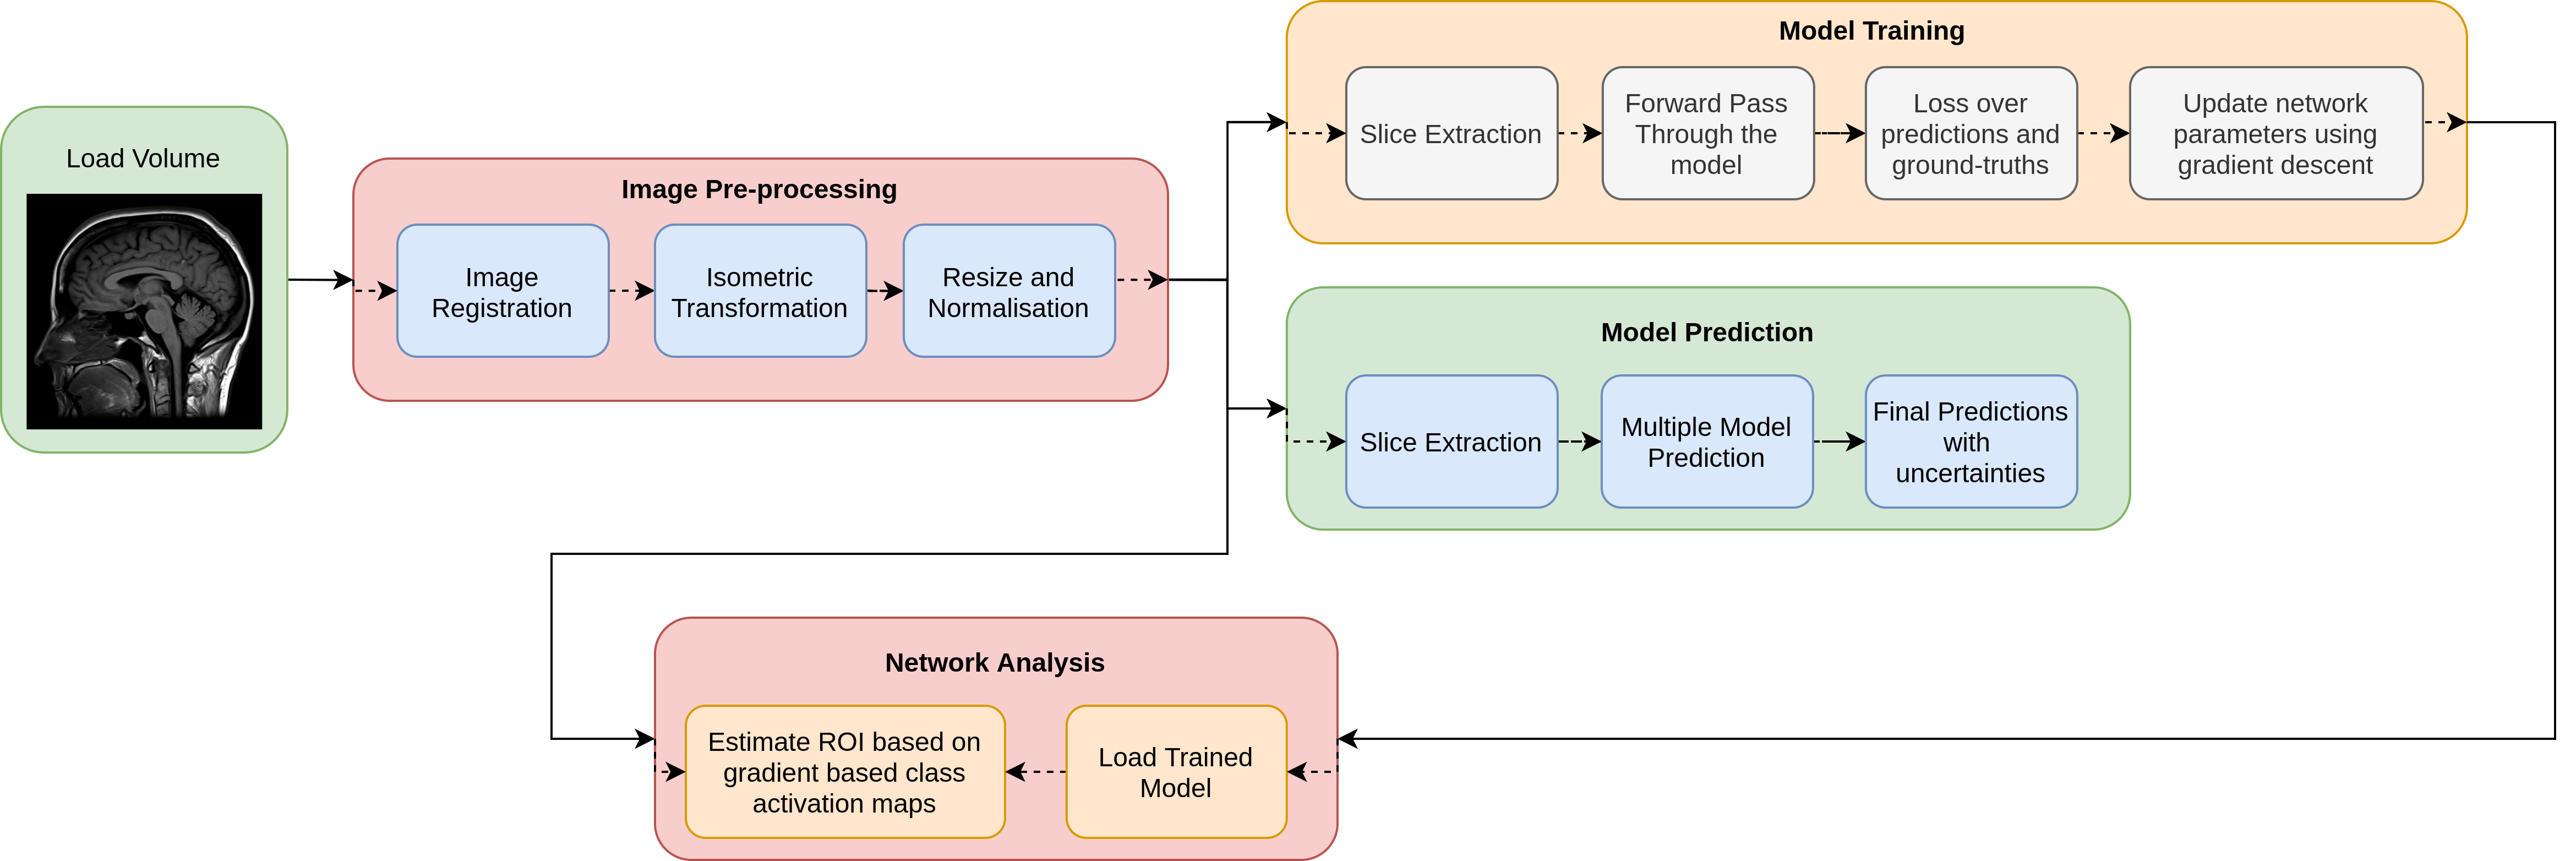 Load Volume
Image Pre-processing
Image
Registration
Isometric
Transformation
Resize and
Normalisation
Model Training
Slice Extraction
Forward Pass
Through the
model
Loss over
predictions and
ground-truths
Update network
parameters using
gradient descent
Model Prediction
Slice Extraction
Multiple Model
Prediction
Final Predictions
with
uncertainties
Network Analysis
Estimate ROI based on
gradient based class
activation maps
Load Trained
Model